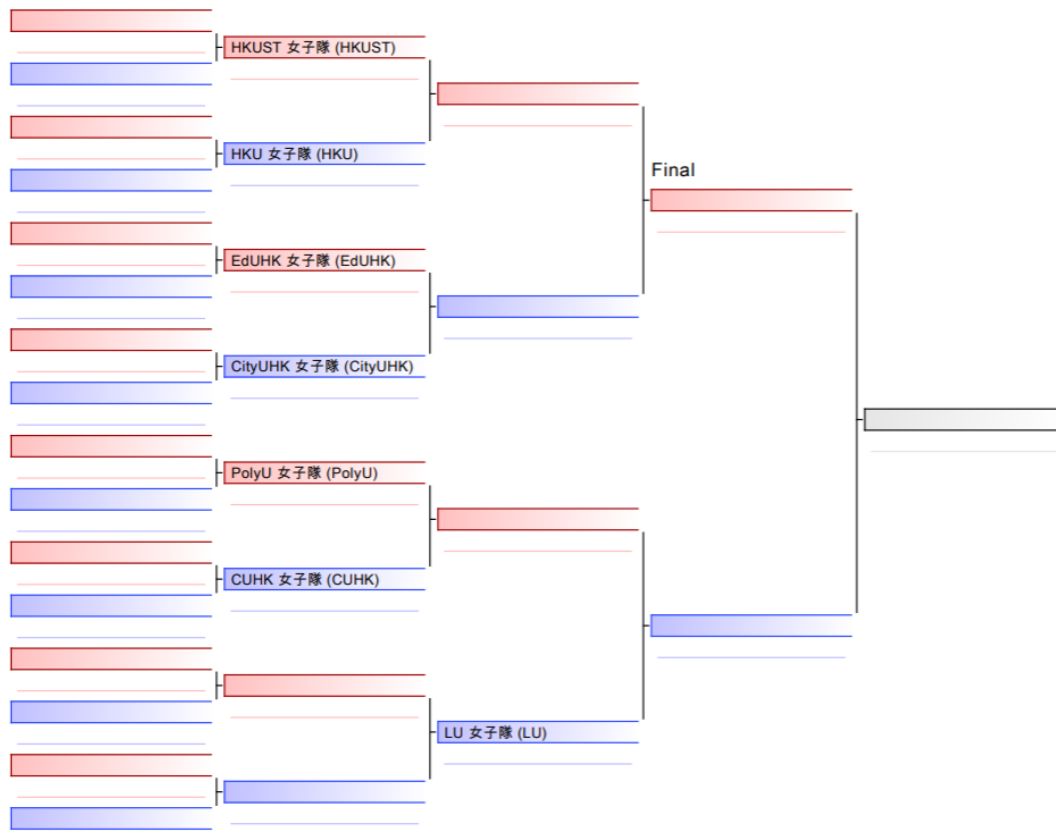 HKUST 女子隊 (HKUST)
HKU 女子隊 (HKU)
Final
EdUHK 女子隊 (EdUHK)
CityUHK 女子隊 (CityUHK)
PolyU 女子隊 (PolyU)
CUHK 女子隊 (CUHK)
LU 女子隊 (LU)